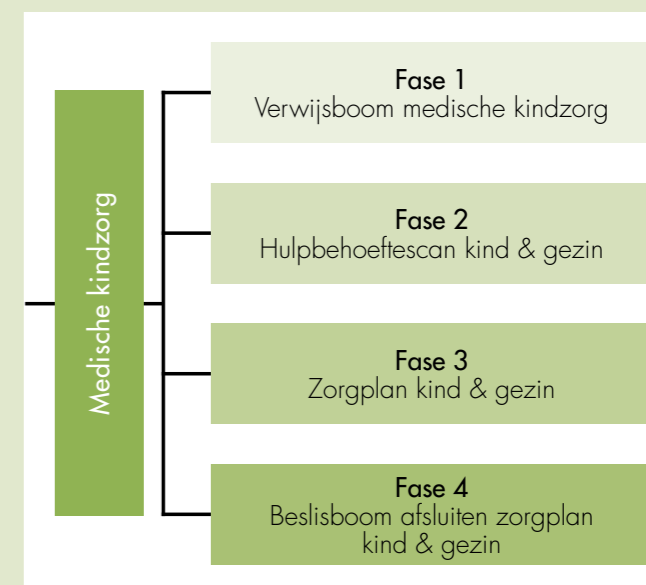 Medische kindzorg
Fase 1
Verwijsboom medische kindzorg
Fase 2
Hulpbehoeftescan kind & gezin
Fase 3
Zorgplan kind & gezin
Fase 4
Beslisboom afsluiten zorgplan
kind & gezin